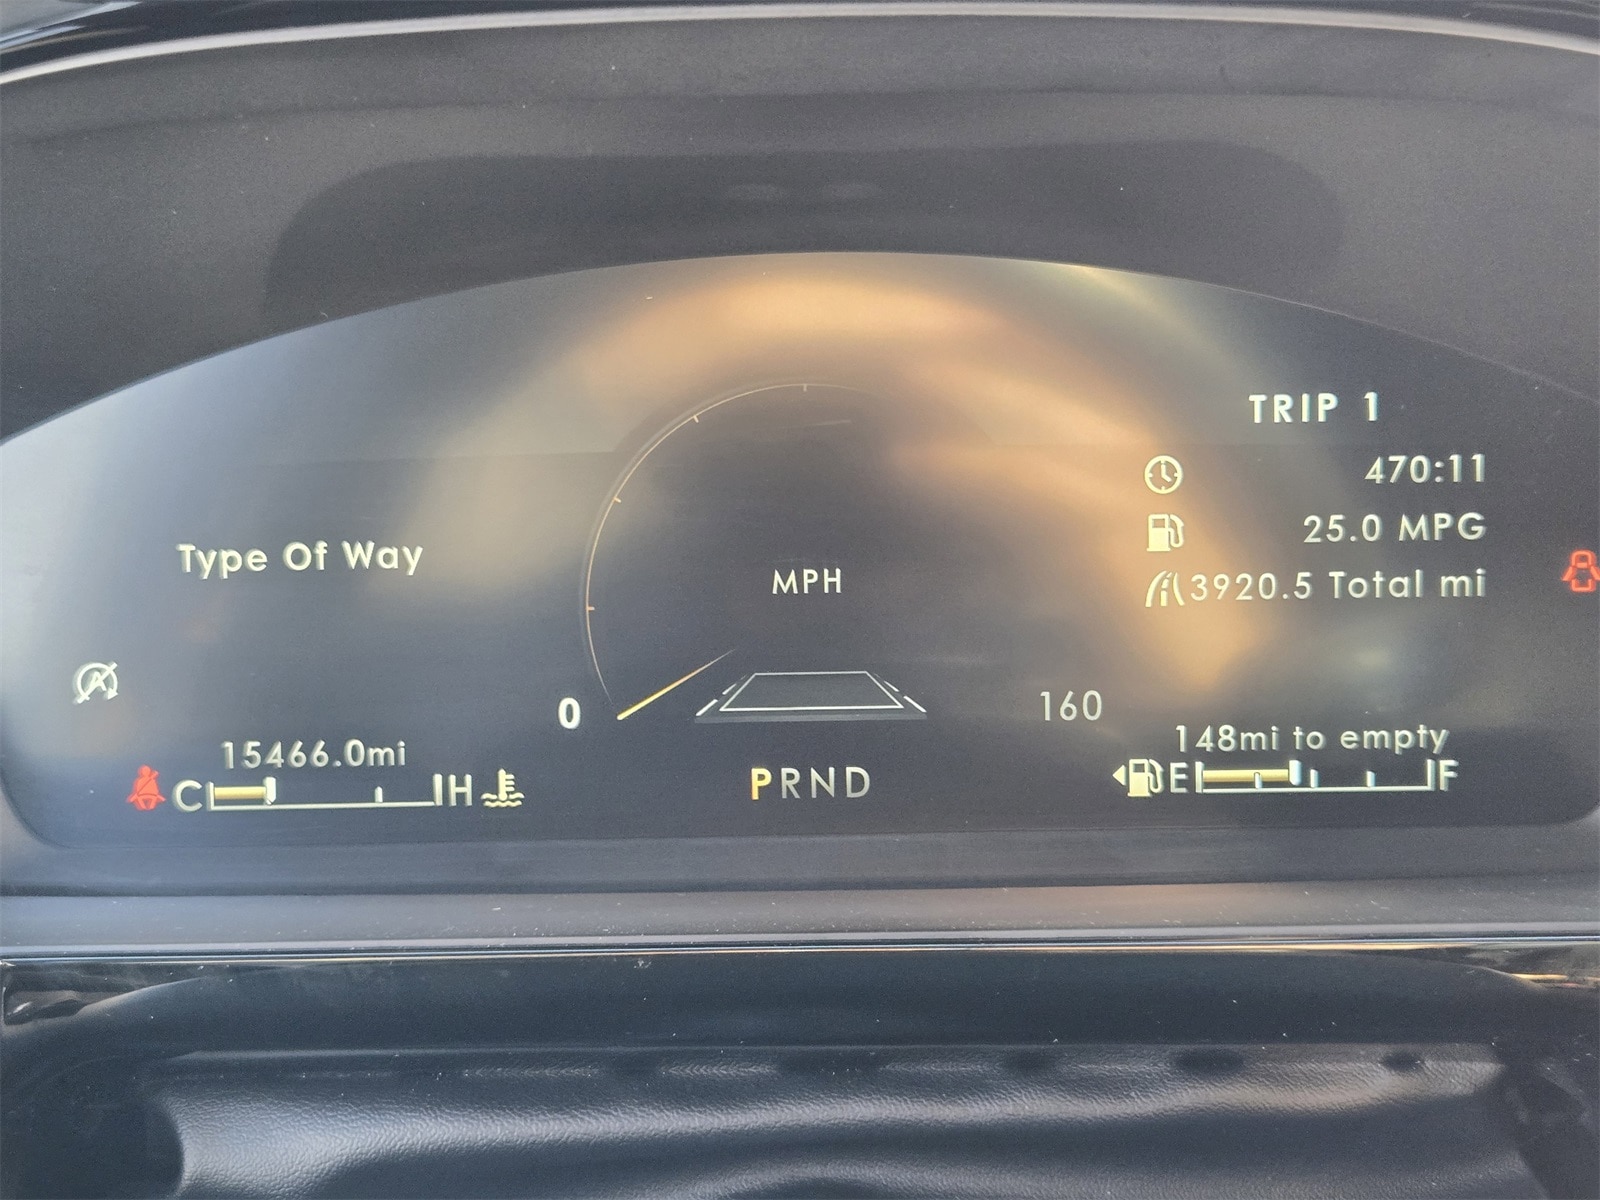 TRIP 1
470:11
25.0 MPG
3920.5 Total mi
Type Of Way
MPH
A
0
160
15466.0mi
C H
PRND
148mi to empty
E F